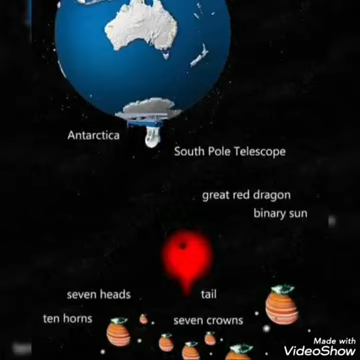 Antarctica
South Pole Telescope
great red dragon
binary sun
seven heads
tail
ten horns
seven crowns
Made with
VideoShow